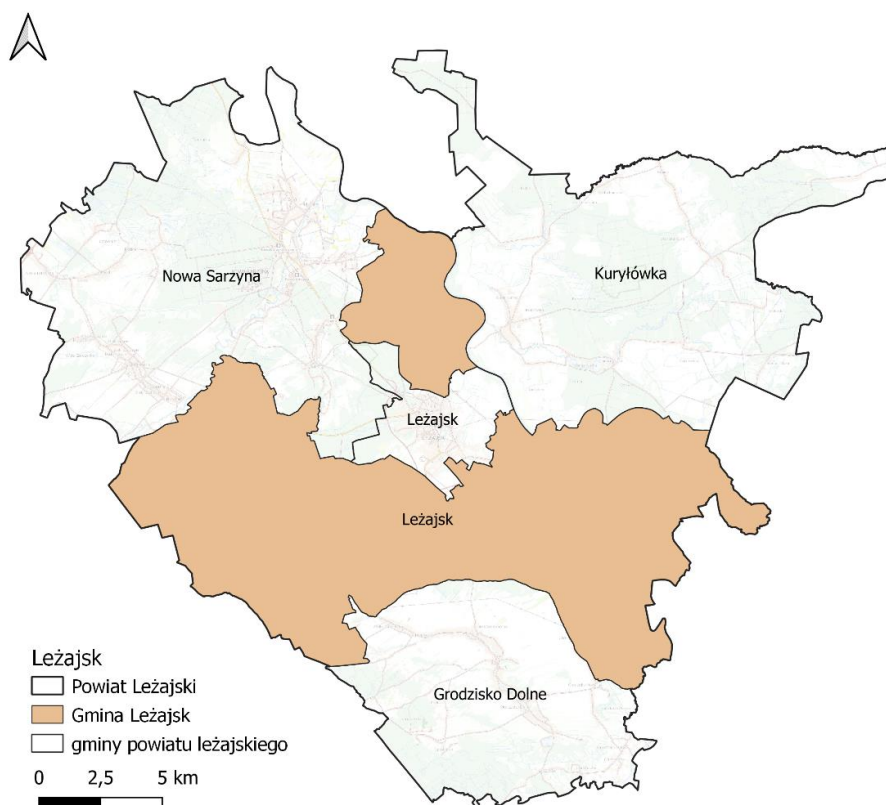 Nowa Sarzyna
Kuryłówka
Leżajsk
Leżajsk
Grodzisko Dolne
Leżajsk
Powiat Leżajski
Gmina Leżajsk
gminy powiatu leżajskiego
0 2,5 5 km